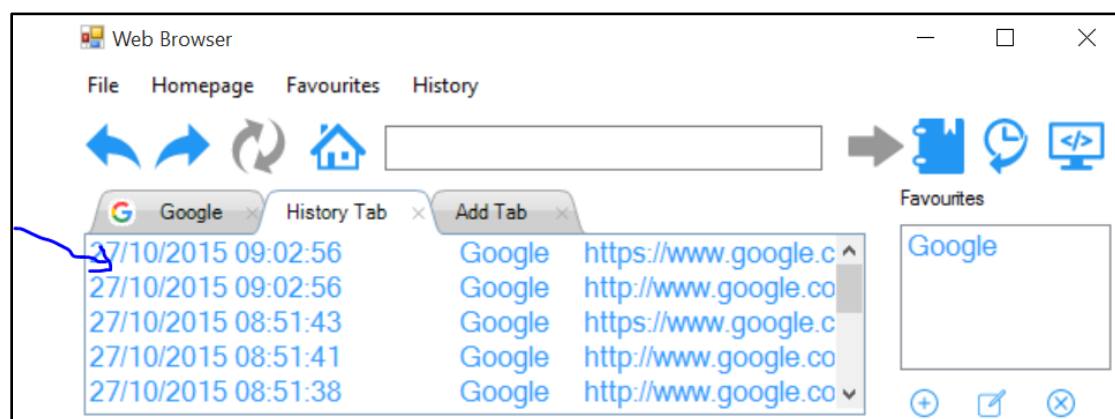 Web Browser
File Homepage Favourites History
</>
Google History Tab Add Tab
Favourites
27/10/2015 09:02:56 Google https://www.google.c
27/10/2015 09:02:56 Google http://www.google.co
27/10/2015 08:51:43 Google https://www.google.c
27/10/2015 08:51:41 Google http://www.google.co
27/10/2015 08:51:38 Google http://www.google.co
Google